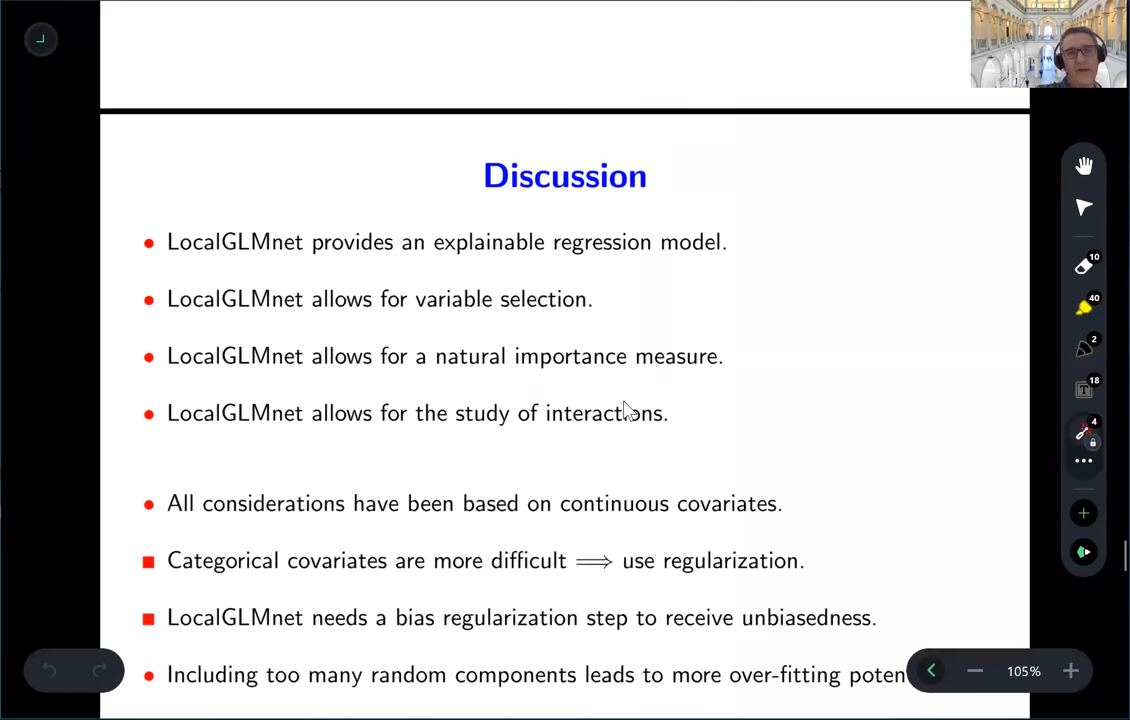 Discussion
• LocalGLMnet provides an explainable regression model.
• LocalGLMnet allows for variable selection.
• LocalGLMnet allows for a natural importance measure.
• LocalGLMnet allows for the study of interactions.
• All considerations have been based on continuous covariates.
■ Categorical covariates are more difficult ⟹ use regularization.
■ LocalGLMnet needs a bias regularization step to receive unbiasedness.
• Including too many random components leads to more over-fitting poten
10
40
2
T 18
4
105%